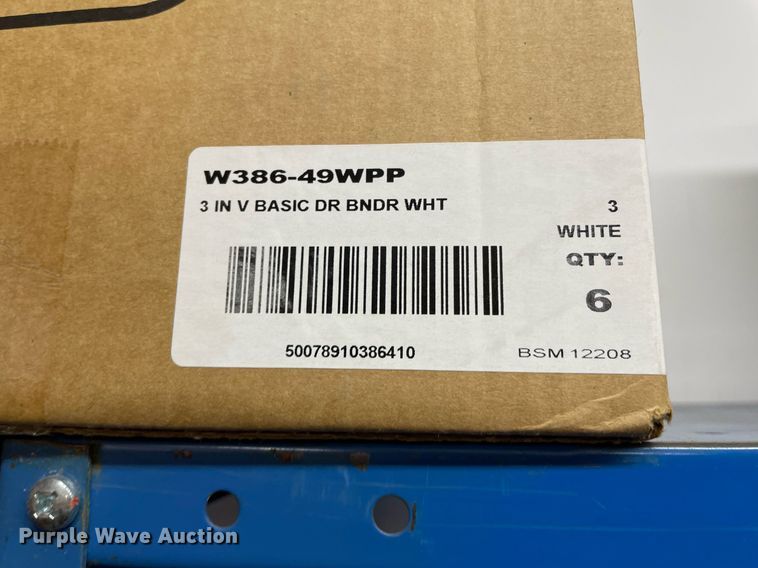 W386-49WPP
3 IN V BASIC DR BNDR WHT
3
WHITE
QTY:
6
50078910386410
BSM 12208
Purple Wave Auction